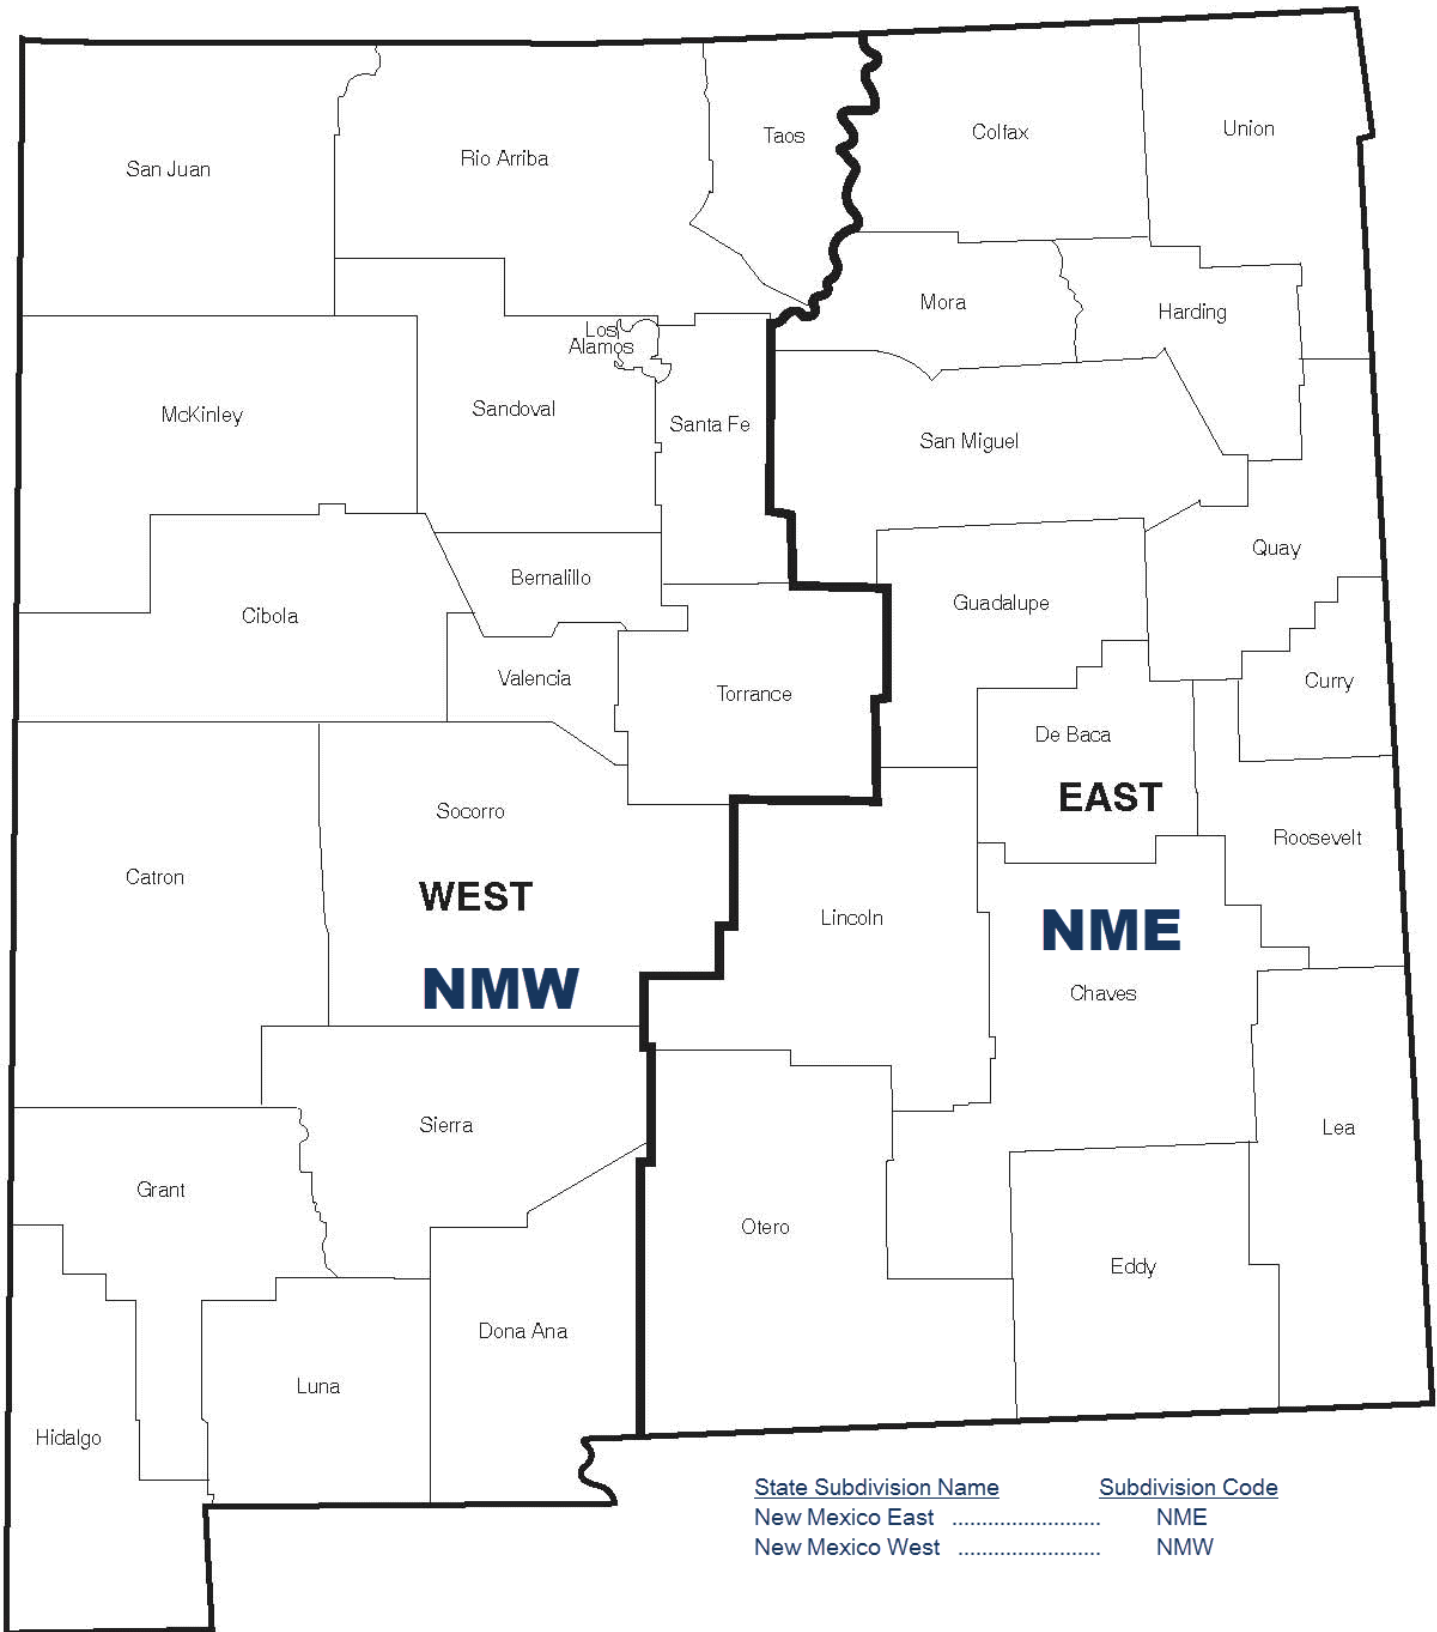 San Juan
Rio Arriba
Taos
Colfax
Union
Mora
Harding
Los
Alamos
McKinley
Sandoval
Santa Fe
San Miguel
Quay
Bernalillo
Guadalupe
Cibola
Valencia
Torrance
Curry
De Baca
EAST
Socorro
Roosevelt
Catron
WEST
Lincoln
NME
NMW
Chaves
Sierra
Lea
Grant
Otero
Eddy
Dona Ana
Luna
Hidalgo
State Subdivision Name Subdivision Code
New Mexico East ......................... NME
New Mexico West ........................ NMW